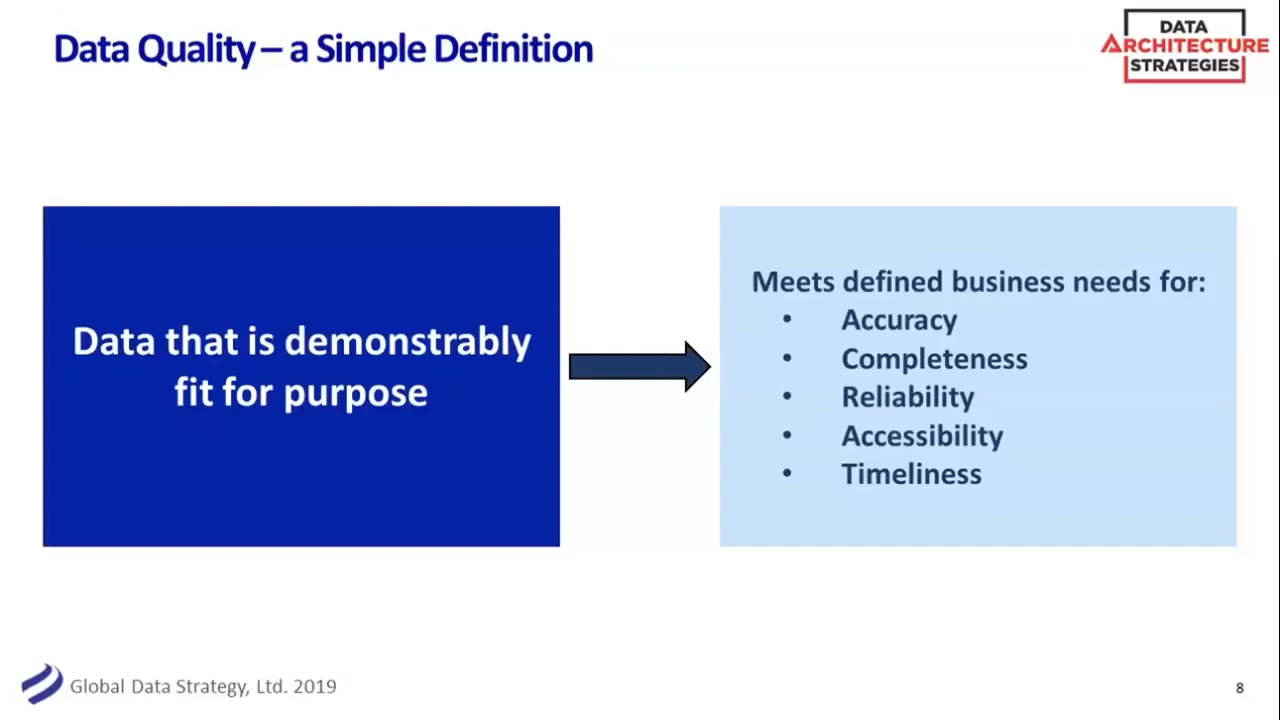 Data Quality – a Simple Definition
DATA
ARCHITECTURE
STRATEGIES
Data that is demonstrably
fit for purpose
Meets defined business needs for:
• Accuracy
• Completeness
• Reliability
• Accessibility
• Timeliness
Global Data Strategy, Ltd. 2019
8